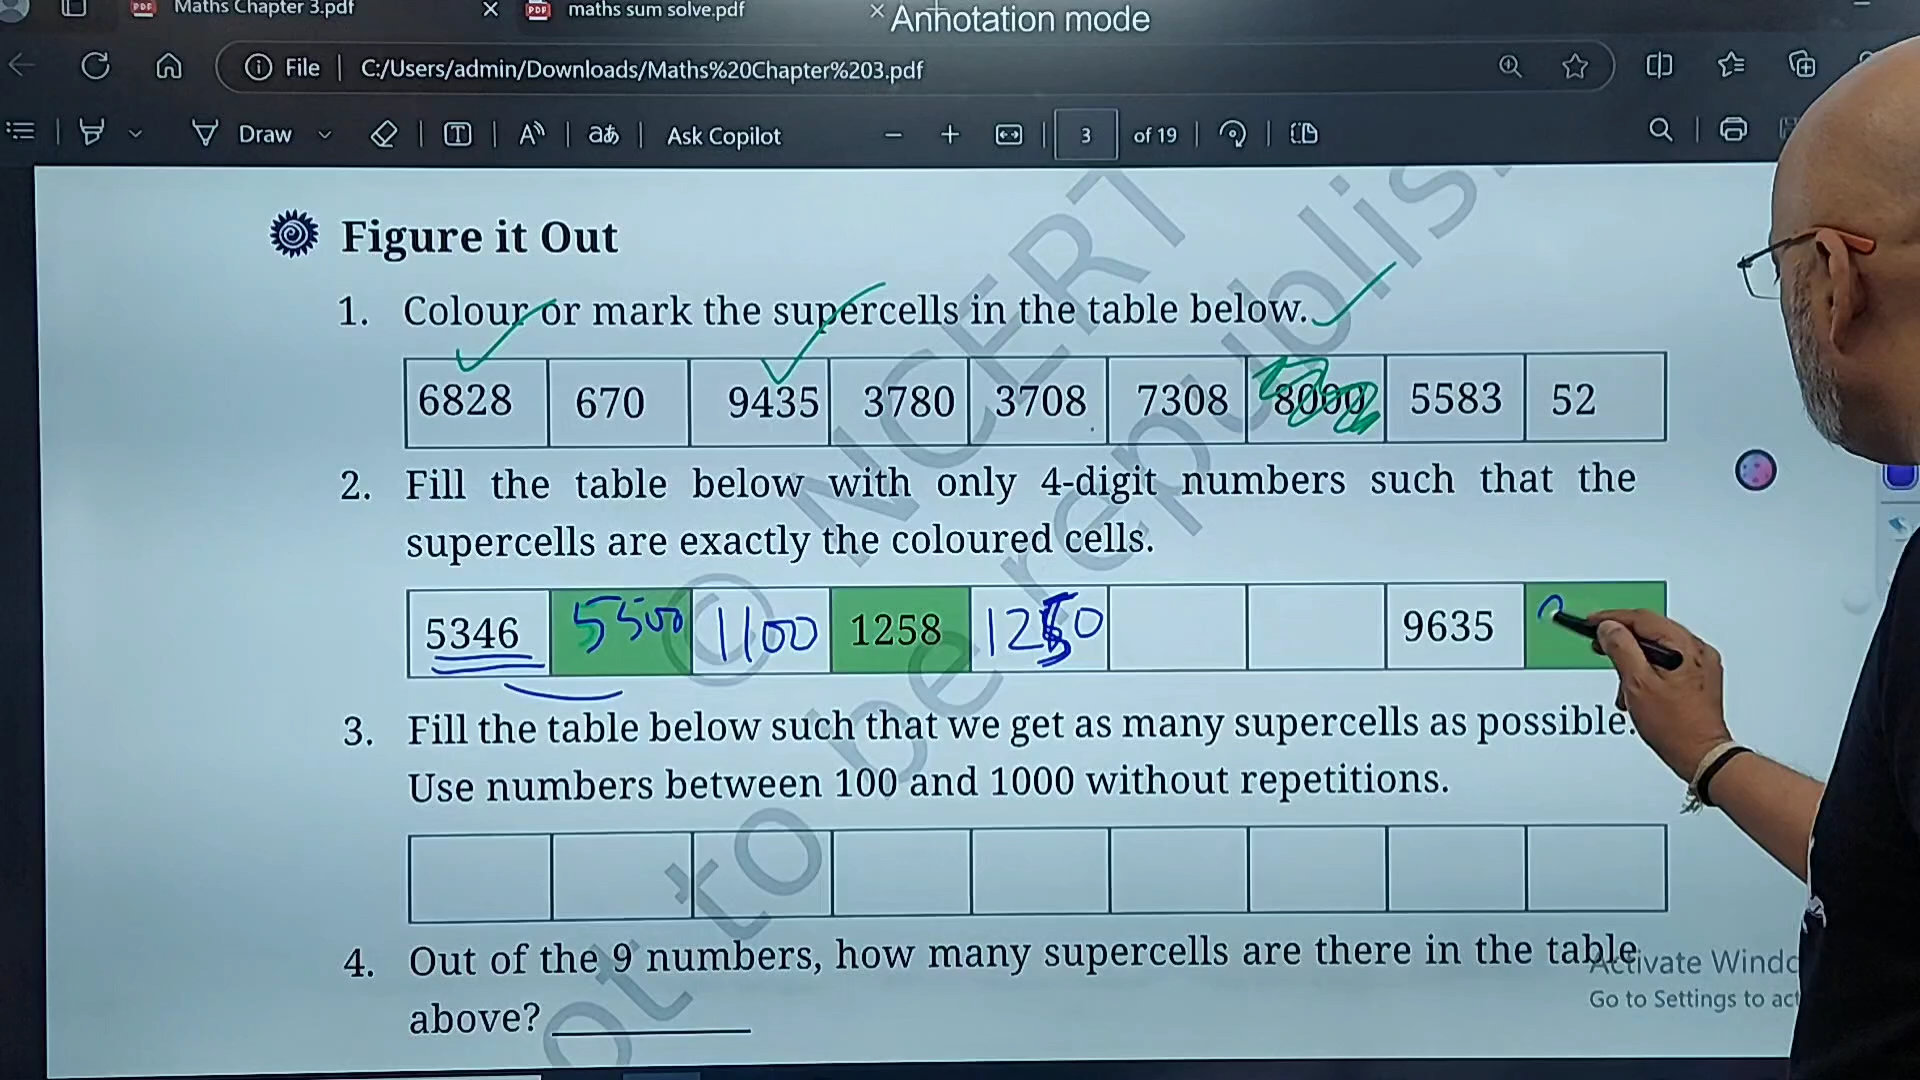 Maths Chapter 3.pdf
maths sum solve.pdf
Annotation mode
File
C:/Users/admin/Downloads/Maths%20Chapter%203.pdf
Draw
Ask Copilot
3
of 19
Figure it Out
1. Colour or mark the supercells in the table below.
6828 670 9435 3780 3708 7308 8000 5583 52
2. Fill the table below with only 4-digit numbers such that the
supercells are exactly the coloured cells.
5346 5500 1100 1258 1250 9635
3. Fill the table below such that we get as many supercells as possible.
Use numbers between 100 and 1000 without repetitions.
4. Out of the 9 numbers, how many supercells are there in the table
above?
© NCERT
not to be republis
Activate Windo
Go to Settings to act